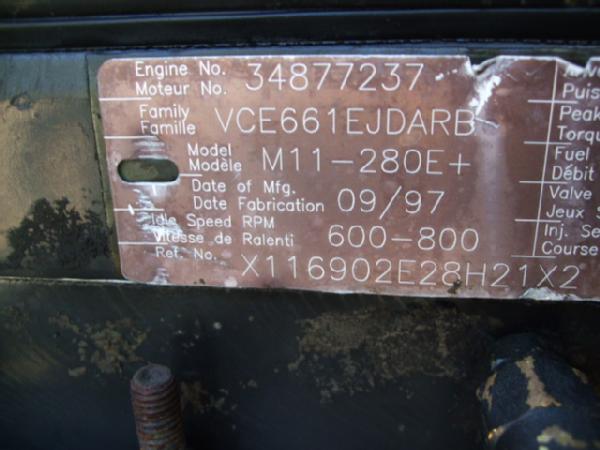 Engine No. 34877237
Moteur No.
Family VCE661EJDARB
Famille
Model M11-280E+
Modèle
Date of Mfg. 09/97
Date Fabrication
Idle Speed RPM 600-800
Vitesse de Ralenti
Ref. No. X116902E28H21X2
Puis
Peak
Torqu
Fuel
Débit
Valve
Jeux S
Inj. Se
Course